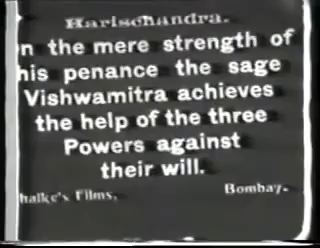 Harischandra.
n the mere strength of
his penance the sage
Vishwamitra achieves
the help of the three
Powers against
their will.
halke's Films, Bombay.